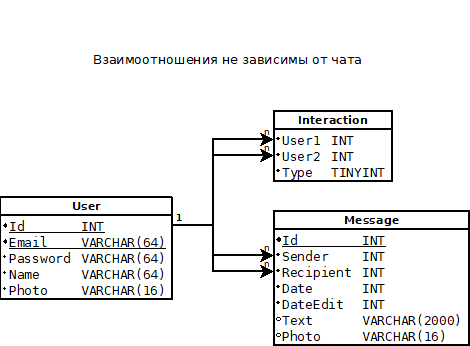 Взаимоотношения не зависимы от чата
Interaction
User1 INT
User2 INT
Type TINYINT
n
n
User
Id INT
Email VARCHAR(64)
Password VARCHAR(64)
Name VARCHAR(64)
Photo VARCHAR(16)
1
Message
Id INT
Sender INT
Recipient INT
Date INT
DateEdit INT
Text VARCHAR(2000)
Photo VARCHAR(16)
n
n